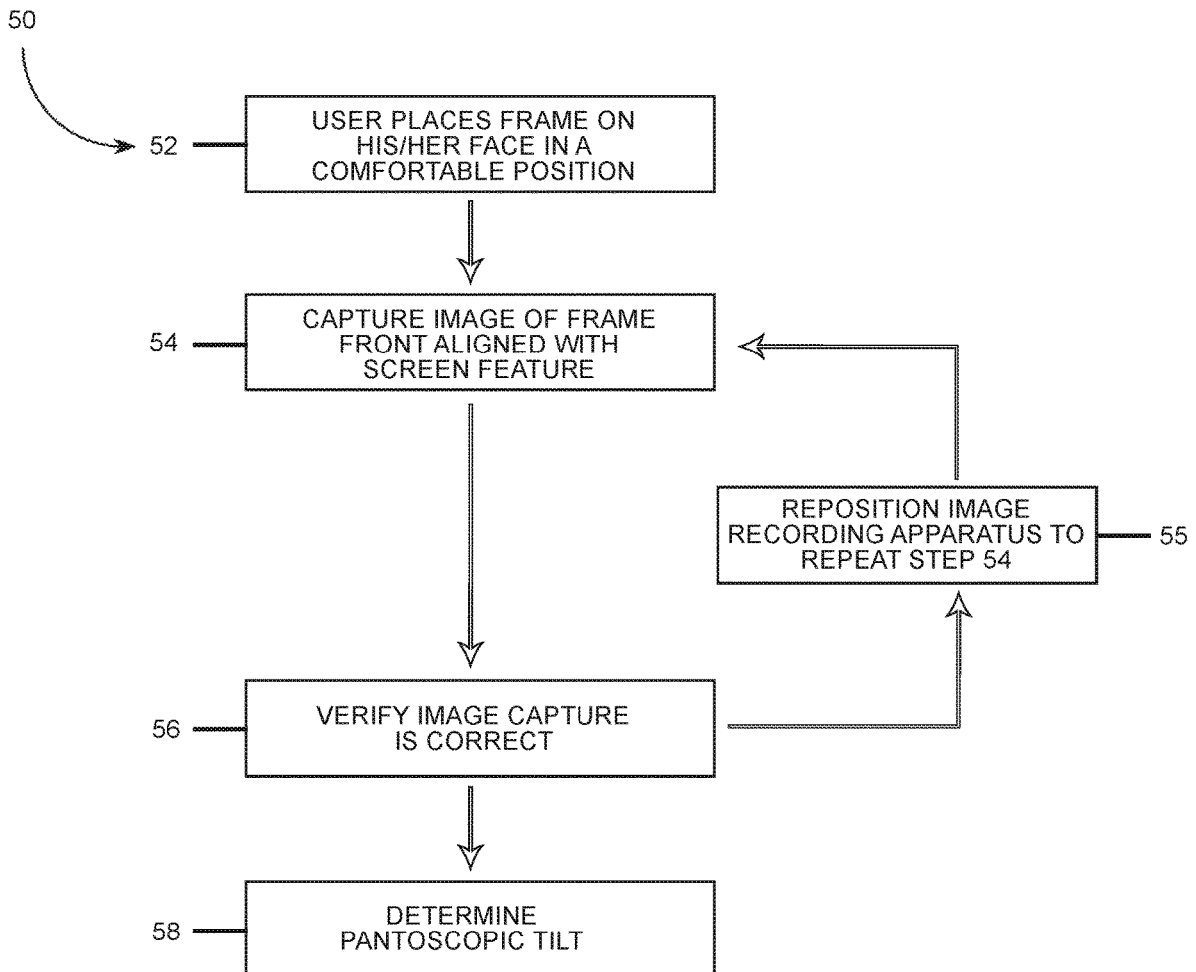 50
52
USER PLACES FRAME ON
HIS/HER FACE IN A
COMFORTABLE POSITION
54
CAPTURE IMAGE OF FRAME
FRONT ALIGNED WITH
SCREEN FEATURE
REPOSITION IMAGE
RECORDING APPARATUS TO
REPEAT STEP 54
55
56
VERIFY IMAGE CAPTURE
IS CORRECT
58
DETERMINE
PANTOSCOPIC TILT